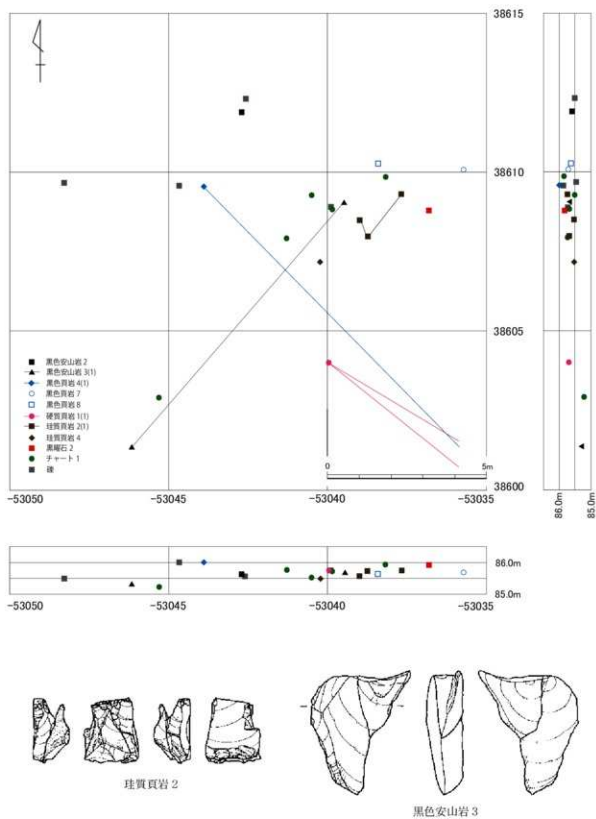 38615
38610
38605
38600
黒色安山岩 2
黒色安山岩 3(1)
黒色頁岩 4(1)
黒色頁岩 7
黒色頁岩 8
硬質頁岩 1(1)
珪質頁岩 2(1)
珪質頁岩 4
黒曜石 2
チャート 1
礫
0 5m
−53050 −53045 −53040 −53035
86.0m 85.0m
86.0m
85.0m
−53050 −53045 −53040 −53035
珪質頁岩 2
黒色安山岩 3